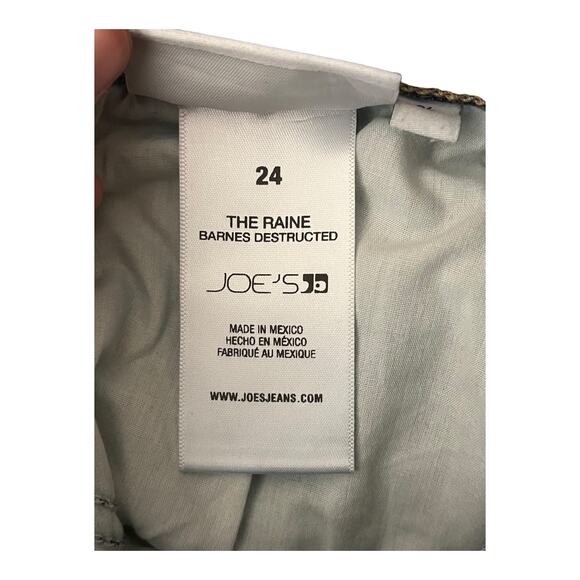 24
THE RAINE
BARNES DESTRUCTED
JOE'S
MADE IN MEXICO
HECHO EN MÉXICO
FABRIQUÉ AU MEXIQUE
WWW.JOESJEANS.COM